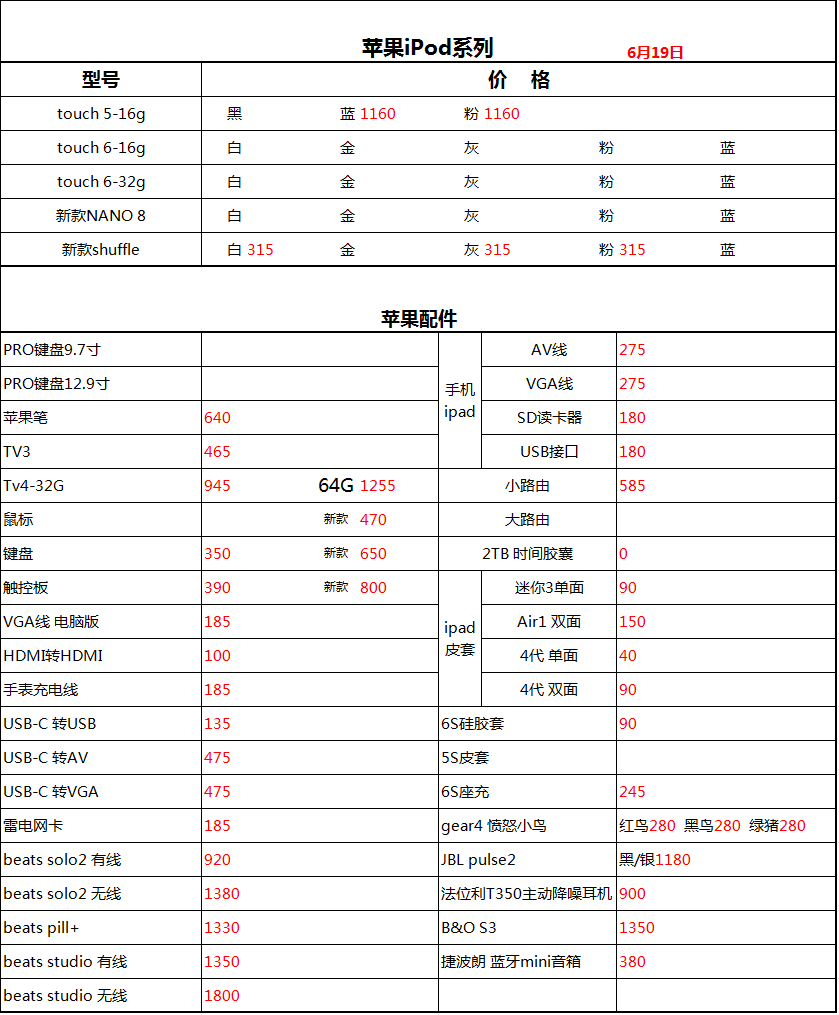 苹果iPod系列 6月19日
型号 价 格
touch 5-16g 黑 蓝 1160 粉 1160
touch 6-16g 白 金 灰 粉 蓝
touch 6-32g 白 金 灰 粉 蓝
新款NANO 8 白 金 灰 粉 蓝
新款shuffle 白 315 金 灰 315 粉 315 蓝
苹果配件
PRO键盘9.7寸 手机 ipad AV线 275
PRO键盘12.9寸 VGA线 275
苹果笔 640 SD读卡器 180
TV3 465 USB接口 180
Tv4-32G 945 64G 1255 小路由 585
鼠标 新款 470 大路由
键盘 350 新款 650 2TB 时间胶囊 0
触控板 390 新款 800 ipad 皮套 迷你3单面 90
VGA线 电脑版 185 Air1 双面 150
HDMI转HDMI 100 4代 单面 40
手表充电线 185 4代 双面 90
USB-C 转USB 135 6S硅胶套 90
USB-C 转AV 475 5S皮套
USB-C 转VGA 475 6S座充 245
雷电网卡 185 gear4 愤怒小鸟 红鸟280 黑鸟280 绿猪280
beats solo2 有线 920 JBL pulse2 黑/银1180
beats solo2 无线 1380 法位利T350主动降噪耳机 900
beats pill+ 1330 B&O S3 1350
beats studio 有线 1350 捷波朗 蓝牙mini音箱 380
beats studio 无线 1800